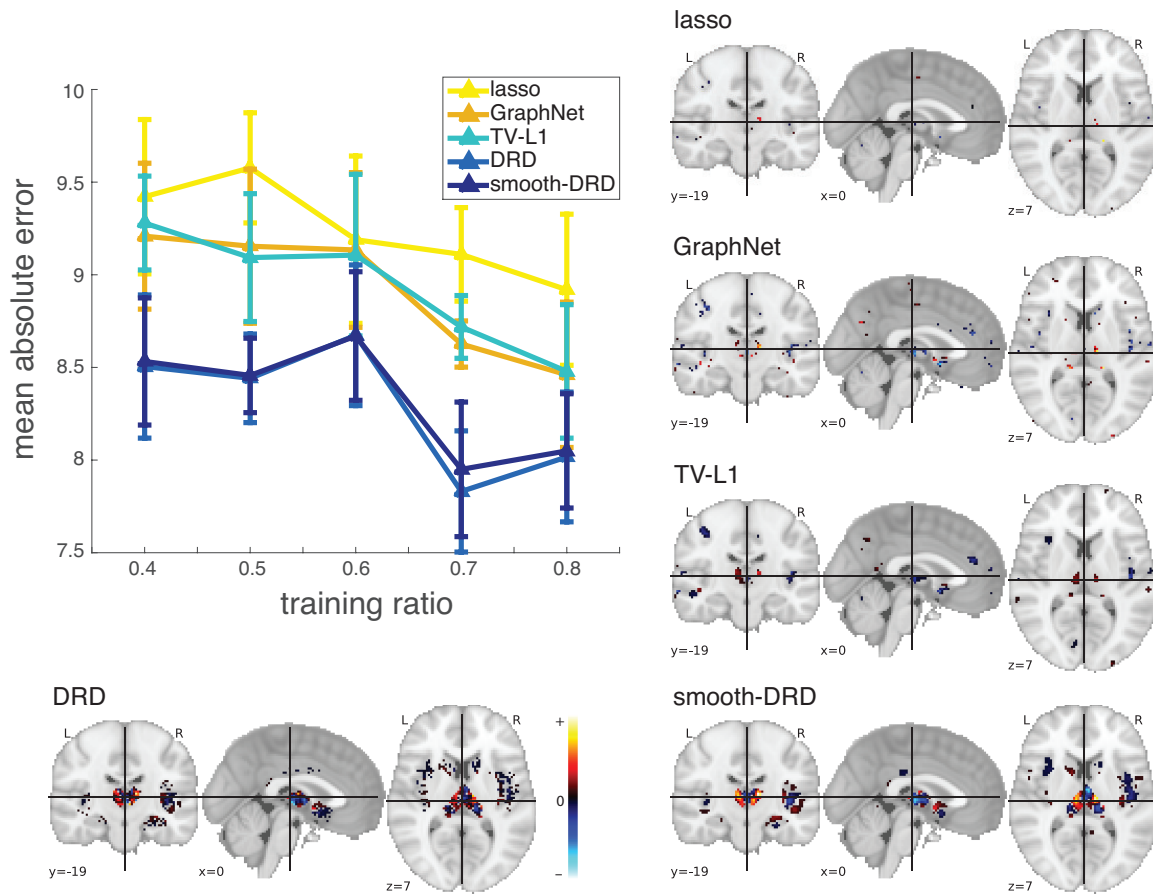 lasso
L R
y=-19 x=0 z=7
10
9.5
9
8.5
8
7.5
mean absolute error
0.4 0.5 0.6 0.7 0.8
training ratio
lasso
GraphNet
TV-L1
DRD
smooth-DRD
GraphNet
L R
y=-19 x=0 z=7
TV-L1
L R
y=-19 x=0 z=7
DRD
L R L R
y=-19 x=0 z=7
+
0
−
smooth-DRD
L R L R
y=-19 x=0 z=7